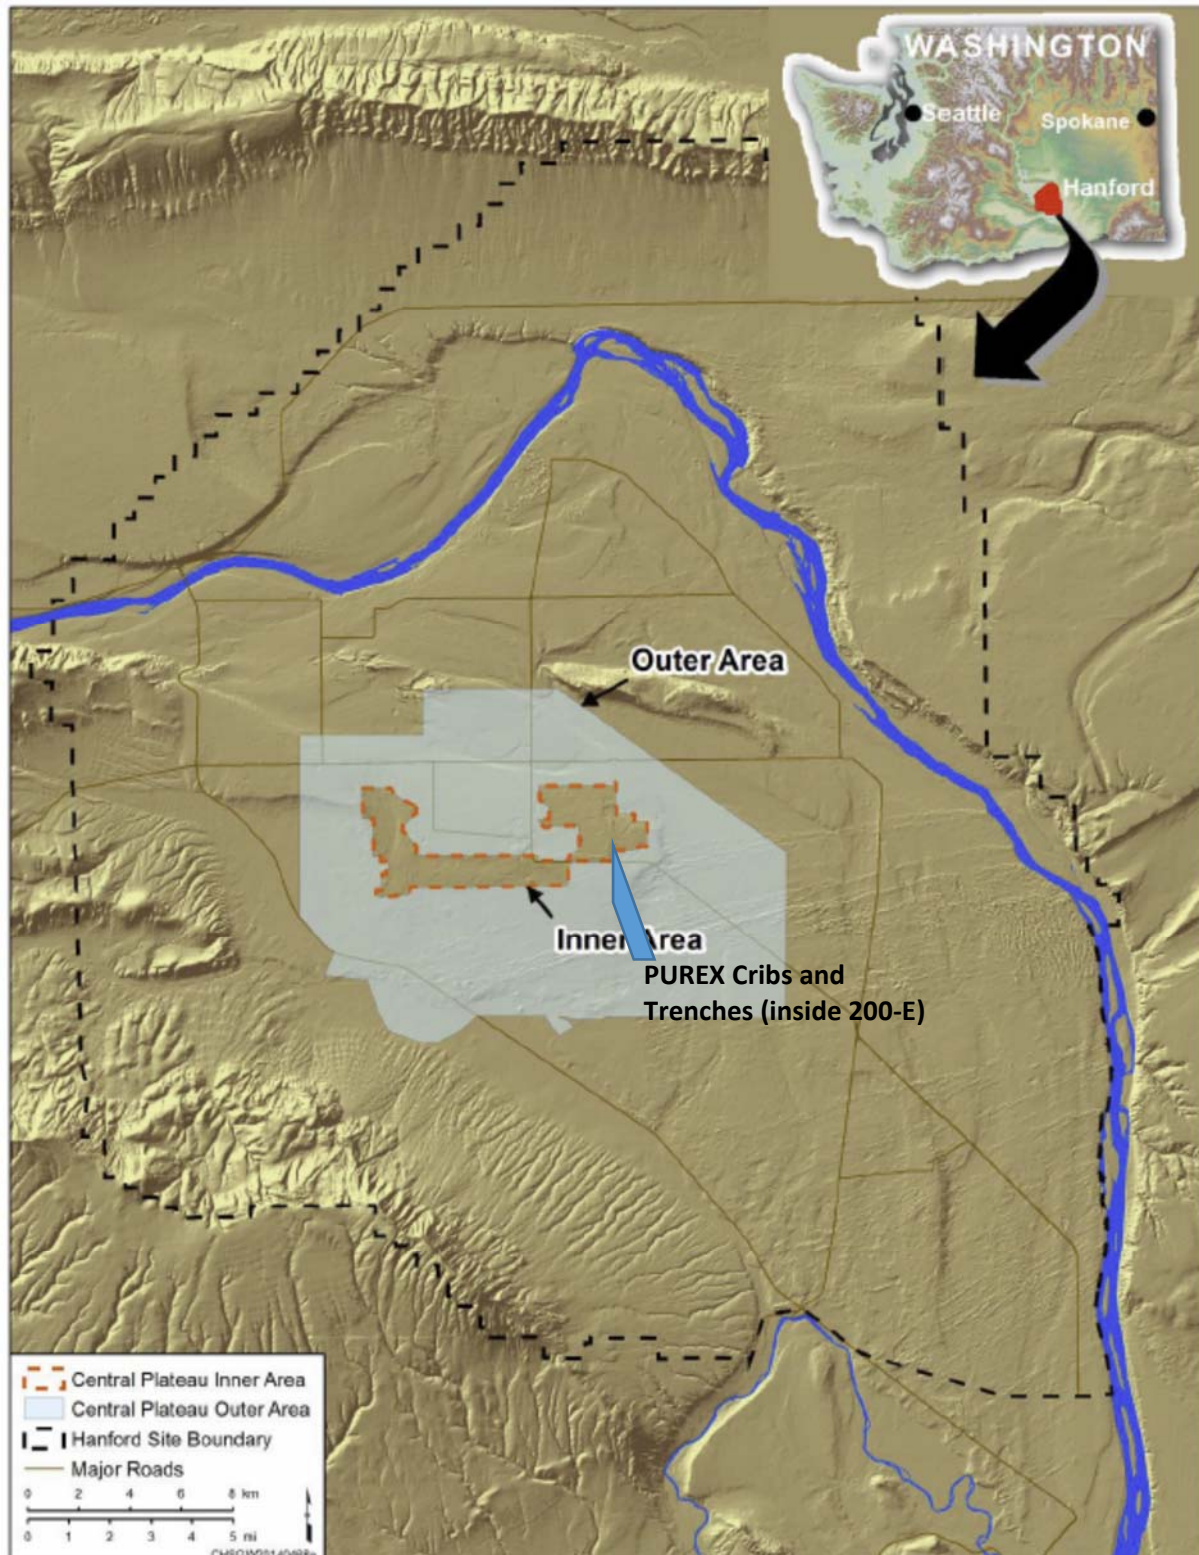 WASHINGTON
Seattle
Spokane
Hanford
Outer Area
Inner Area
PUREX Cribs and
Trenches (inside 200-E)
Central Plateau Inner Area
Central Plateau Outer Area
Hanford Site Boundary
Major Roads
0 2 4 6 8 km
0 1 2 3 4 5 mi